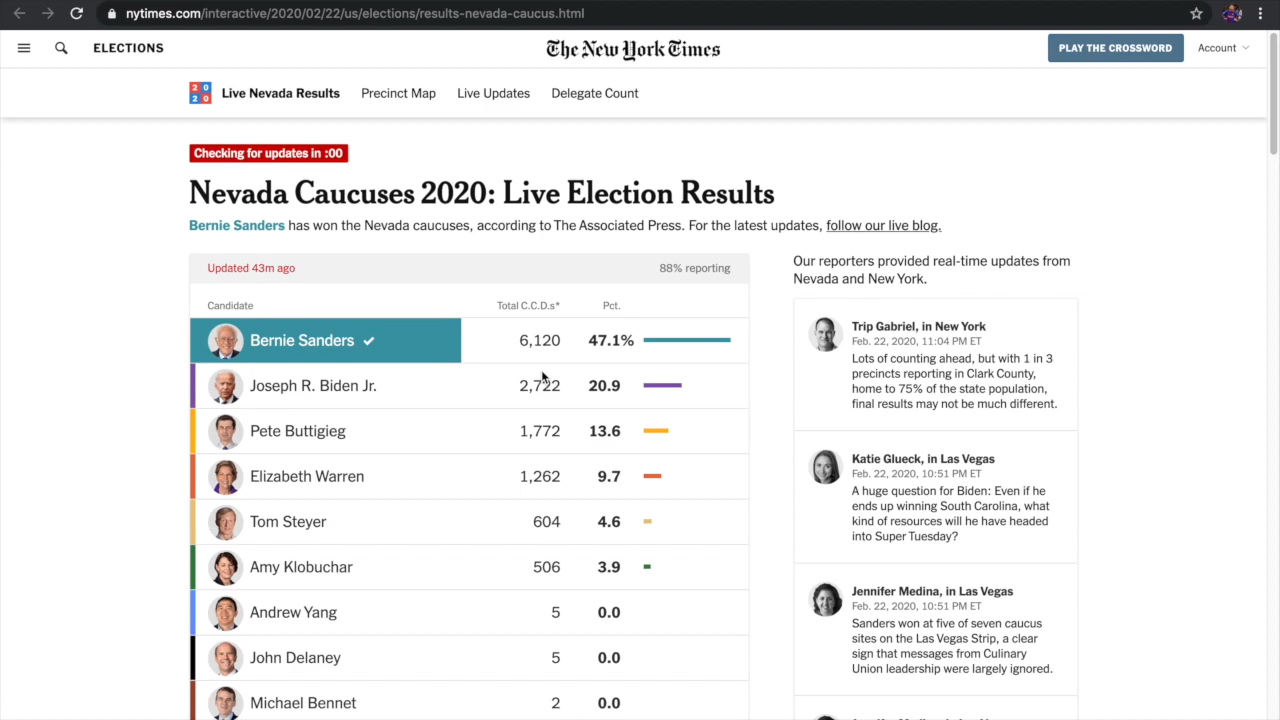 nytimes.com/interactive/2020/02/22/us/elections/results-nevada-caucus.html
ELECTIONS
The New York Times
PLAY THE CROSSWORD
Account
2020
Live Nevada Results
Precinct Map
Live Updates
Delegate Count
Checking for updates in :00
Nevada Caucuses 2020: Live Election Results
Bernie Sanders has won the Nevada caucuses, according to The Associated Press. For the latest updates, follow our live blog.
Updated 43m ago
88% reporting
Candidate Total C.C.D.s* Pct.
Bernie Sanders 6,120 47.1%
Joseph R. Biden Jr. 2,722 20.9
Pete Buttigieg 1,772 13.6
Elizabeth Warren 1,262 9.7
Tom Steyer 604 4.6
Amy Klobuchar 506 3.9
Andrew Yang 5 0.0
John Delaney 5 0.0
Michael Bennet 2 0.0
Our reporters provided real-time updates from
Nevada and New York.
Trip Gabriel, in New York
Feb. 22, 2020, 11:04 PM ET
Lots of counting ahead, but with 1 in 3
precincts reporting in Clark County,
home to 75% of the state population,
final results may not be much different.
Katie Glueck, in Las Vegas
Feb. 22, 2020, 10:51 PM ET
A huge question for Biden: Even if he
ends up winning South Carolina, what
kind of resources will he have headed
into Super Tuesday?
Jennifer Medina, in Las Vegas
Feb. 22, 2020, 10:51 PM ET
Sanders won at five of seven caucus
sites on the Las Vegas Strip, a clear
sign that messages from Culinary
Union leadership were largely ignored.